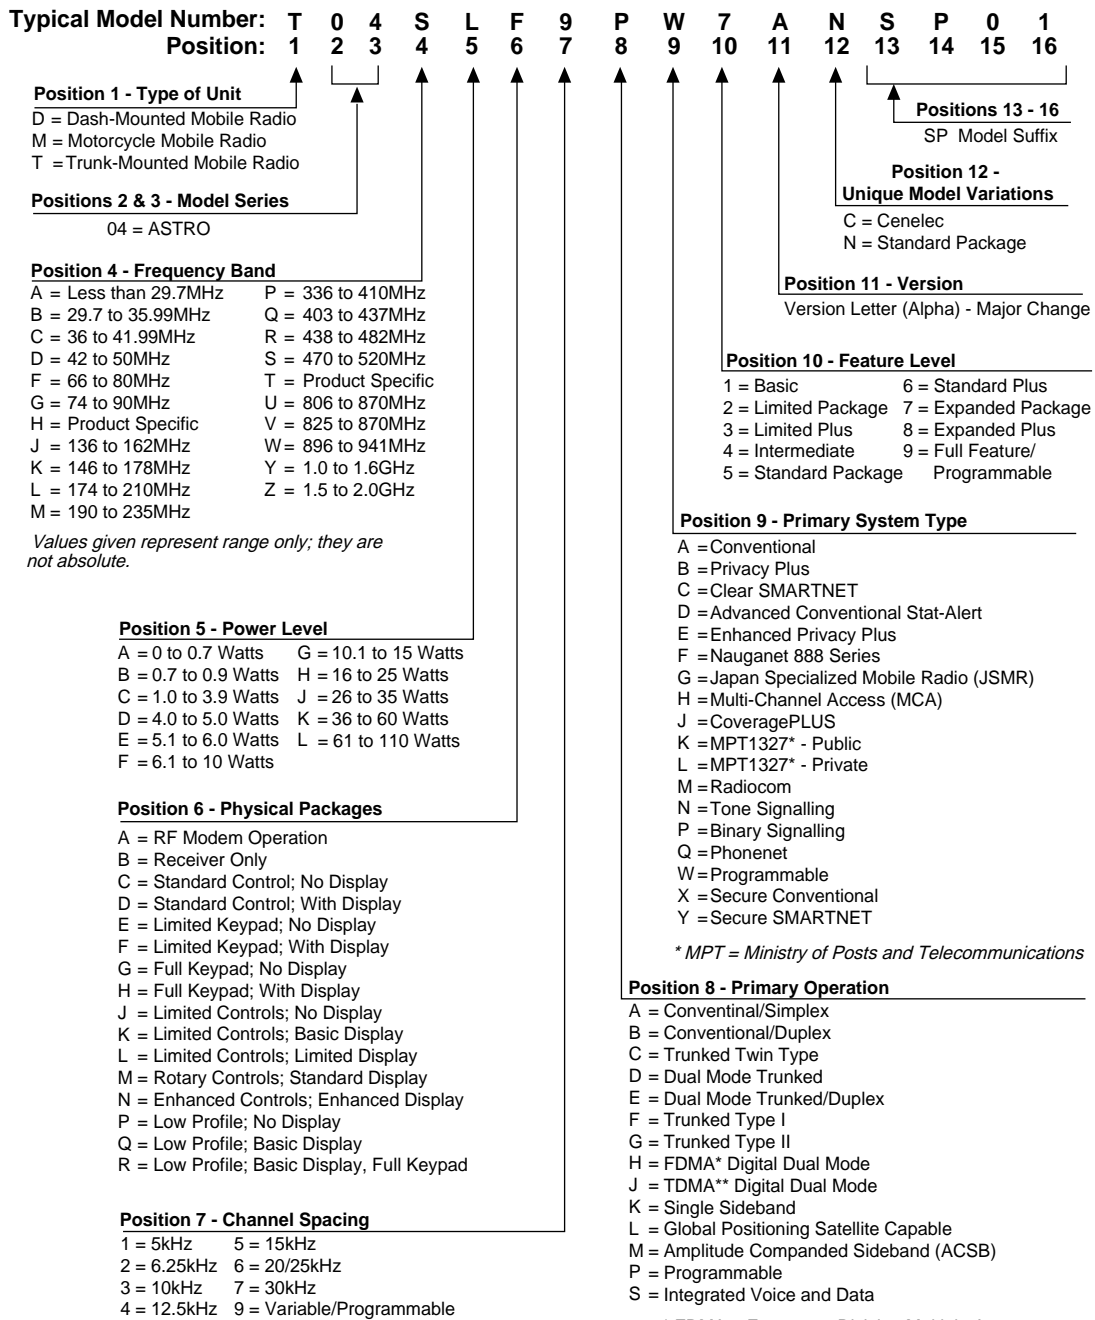 Typical Model Number: T 0 4 S L F 9 P W 7 A N S P 0 1
Position: 1 2 3 4 5 6 7 8 9 10 11 12 13 14 15 16
Position 1 - Type of Unit
D = Dash-Mounted Mobile Radio
M = Motorcycle Mobile Radio
T = Trunk-Mounted Mobile Radio
Positions 2 & 3 - Model Series
04 = ASTRO
Position 4 - Frequency Band
A = Less than 29.7MHz
B = 29.7 to 35.99MHz
C = 36 to 41.99MHz
D = 42 to 50MHz
F = 66 to 80MHz
G = 74 to 90MHz
H = Product Specific
J = 136 to 162MHz
K = 146 to 178MHz
L = 174 to 210MHz
M = 190 to 235MHz
P = 336 to 410MHz
Q = 403 to 437MHz
R = 438 to 482MHz
S = 470 to 520MHz
T = Product Specific
U = 806 to 870MHz
V = 825 to 870MHz
W = 896 to 941MHz
Y = 1.0 to 1.6GHz
Z = 1.5 to 2.0GHz
Values given represent range only; they are
not absolute.
Position 5 - Power Level
A = 0 to 0.7 Watts
B = 0.7 to 0.9 Watts
C = 1.0 to 3.9 Watts
D = 4.0 to 5.0 Watts
E = 5.1 to 6.0 Watts
F = 6.1 to 10 Watts
G = 10.1 to 15 Watts
H = 16 to 25 Watts
J = 26 to 35 Watts
K = 36 to 60 Watts
L = 61 to 110 Watts
Position 6 - Physical Packages
A = RF Modem Operation
B = Receiver Only
C = Standard Control; No Display
D = Standard Control; With Display
E = Limited Keypad; No Display
F = Limited Keypad; With Display
G = Full Keypad; No Display
H = Full Keypad; With Display
J = Limited Controls; No Display
K = Limited Controls; Basic Display
L = Limited Controls; Limited Display
M = Rotary Controls; Standard Display
N = Enhanced Controls; Enhanced Display
P = Low Profile; No Display
Q = Low Profile; Basic Display
R = Low Profile; Basic Display, Full Keypad
Position 7 - Channel Spacing
1 = 5kHz
2 = 6.25kHz
3 = 10kHz
4 = 12.5kHz
5 = 15kHz
6 = 20/25kHz
7 = 30kHz
9 = Variable/Programmable
Positions 13 - 16
SP Model Suffix
Position 12 -
Unique Model Variations
C = Cenelec
N = Standard Package
Position 11 - Version
Version Letter (Alpha) - Major Change
Position 10 - Feature Level
1 = Basic
2 = Limited Package
3 = Limited Plus
4 = Intermediate
5 = Standard Package
6 = Standard Plus
7 = Expanded Package
8 = Expanded Plus
9 = Full Feature/
Programmable
Position 9 - Primary System Type
A = Conventional
B = Privacy Plus
C = Clear SMARTNET
D = Advanced Conventional Stat-Alert
E = Enhanced Privacy Plus
F = Nauganet 888 Series
G = Japan Specialized Mobile Radio (JSMR)
H = Multi-Channel Access (MCA)
J = CoveragePLUS
K = MPT1327* - Public
L = MPT1327* - Private
M = Radiocom
N = Tone Signalling
P = Binary Signalling
Q = Phonenet
W = Programmable
X = Secure Conventional
Y = Secure SMARTNET
* MPT = Ministry of Posts and Telecommunications
Position 8 - Primary Operation
A = Conventinal/Simplex
B = Conventional/Duplex
C = Trunked Twin Type
D = Dual Mode Trunked
E = Dual Mode Trunked/Duplex
F = Trunked Type I
G = Trunked Type II
H = FDMA* Digital Dual Mode
J = TDMA** Digital Dual Mode
K = Single Sideband
L = Global Positioning Satellite Capable
M = Amplitude Companded Sideband (ACSB)
P = Programmable
S = Integrated Voice and Data